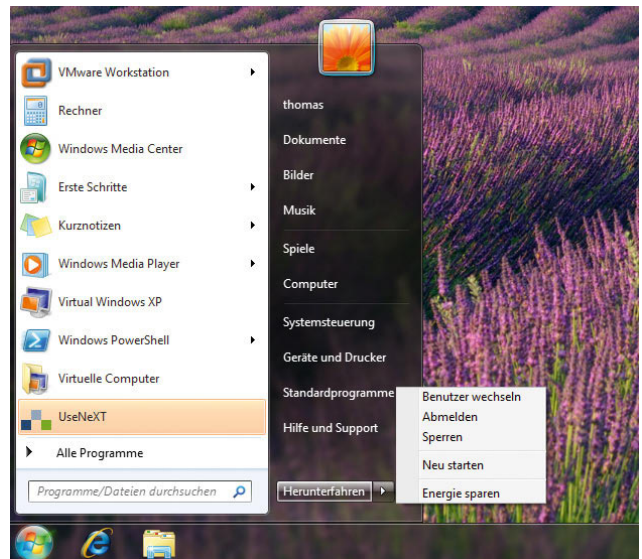 VMware Workstation
Rechner
Windows Media Center
Erste Schritte
Kurznotizen
Windows Media Player
Virtual Windows XP
Windows PowerShell
Virtuelle Computer
UseNeXT
Alle Programme
Programme/Dateien durchsuchen
thomas
Dokumente
Bilder
Musik
Spiele
Computer
Systemsteuerung
Geräte und Drucker
Standardprogramme
Hilfe und Support
Herunterfahren
Benutzer wechseln
Abmelden
Sperren
Neu starten
Energie sparen